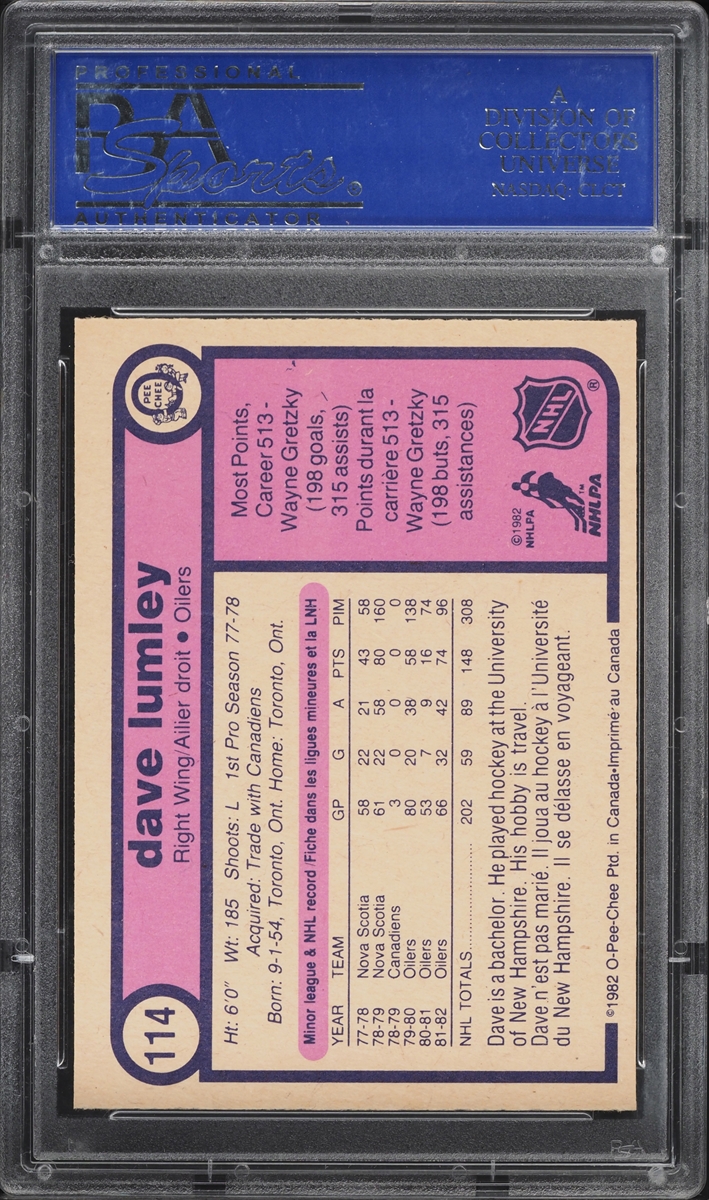 PROFESSIONAL
PSA
Sports®
AUTHENTICATOR
A
DIVISION OF
COLLECTORS
UNIVERSE
NASDAQ: CLCT
114
dave lumley
Right Wing/Ailier droit • Oilers
O
PEE
CHEE
Ht: 6'0" Wt: 185 Shoots: L 1st Pro Season 77-78
Acquired: Trade with Canadiens
Born: 9-1-54, Toronto, Ont. Home: Toronto, Ont.
Minor league & NHL record/Fiche dans les ligues mineures et la LNH
YEAR TEAM GP G A PTS PIM
77-78 Nova Scotia 58 22 21 43 58
78-79 Nova Scotia 61 22 58 80 160
78-79 Canadiens 3 0 0 0 0
79-80 Oilers 80 20 38 58 138
80-81 Oilers 53 7 9 16 74
81-82 Oilers 66 32 42 74 96
NHL TOTALS.................... 202 59 89 148 308
Dave is a bachelor. He played hockey at the University
of New Hampshire. His hobby is travel.
Dave n'est pas marié. Il joua au hockey à l'Université
du New Hampshire. Il se délasse en voyageant.
Most Points,
Career 513 -
Wayne Gretzky
(198 goals,
315 assists)
Points durant la
carrière 513 -
Wayne Gretzky
(198 buts, 315
assistances)
©1982
NHLPA
NHLPA™
NHL®
©1982 O-Pee-Chee Ptd. in Canada•Imprimé au Canada
PSA